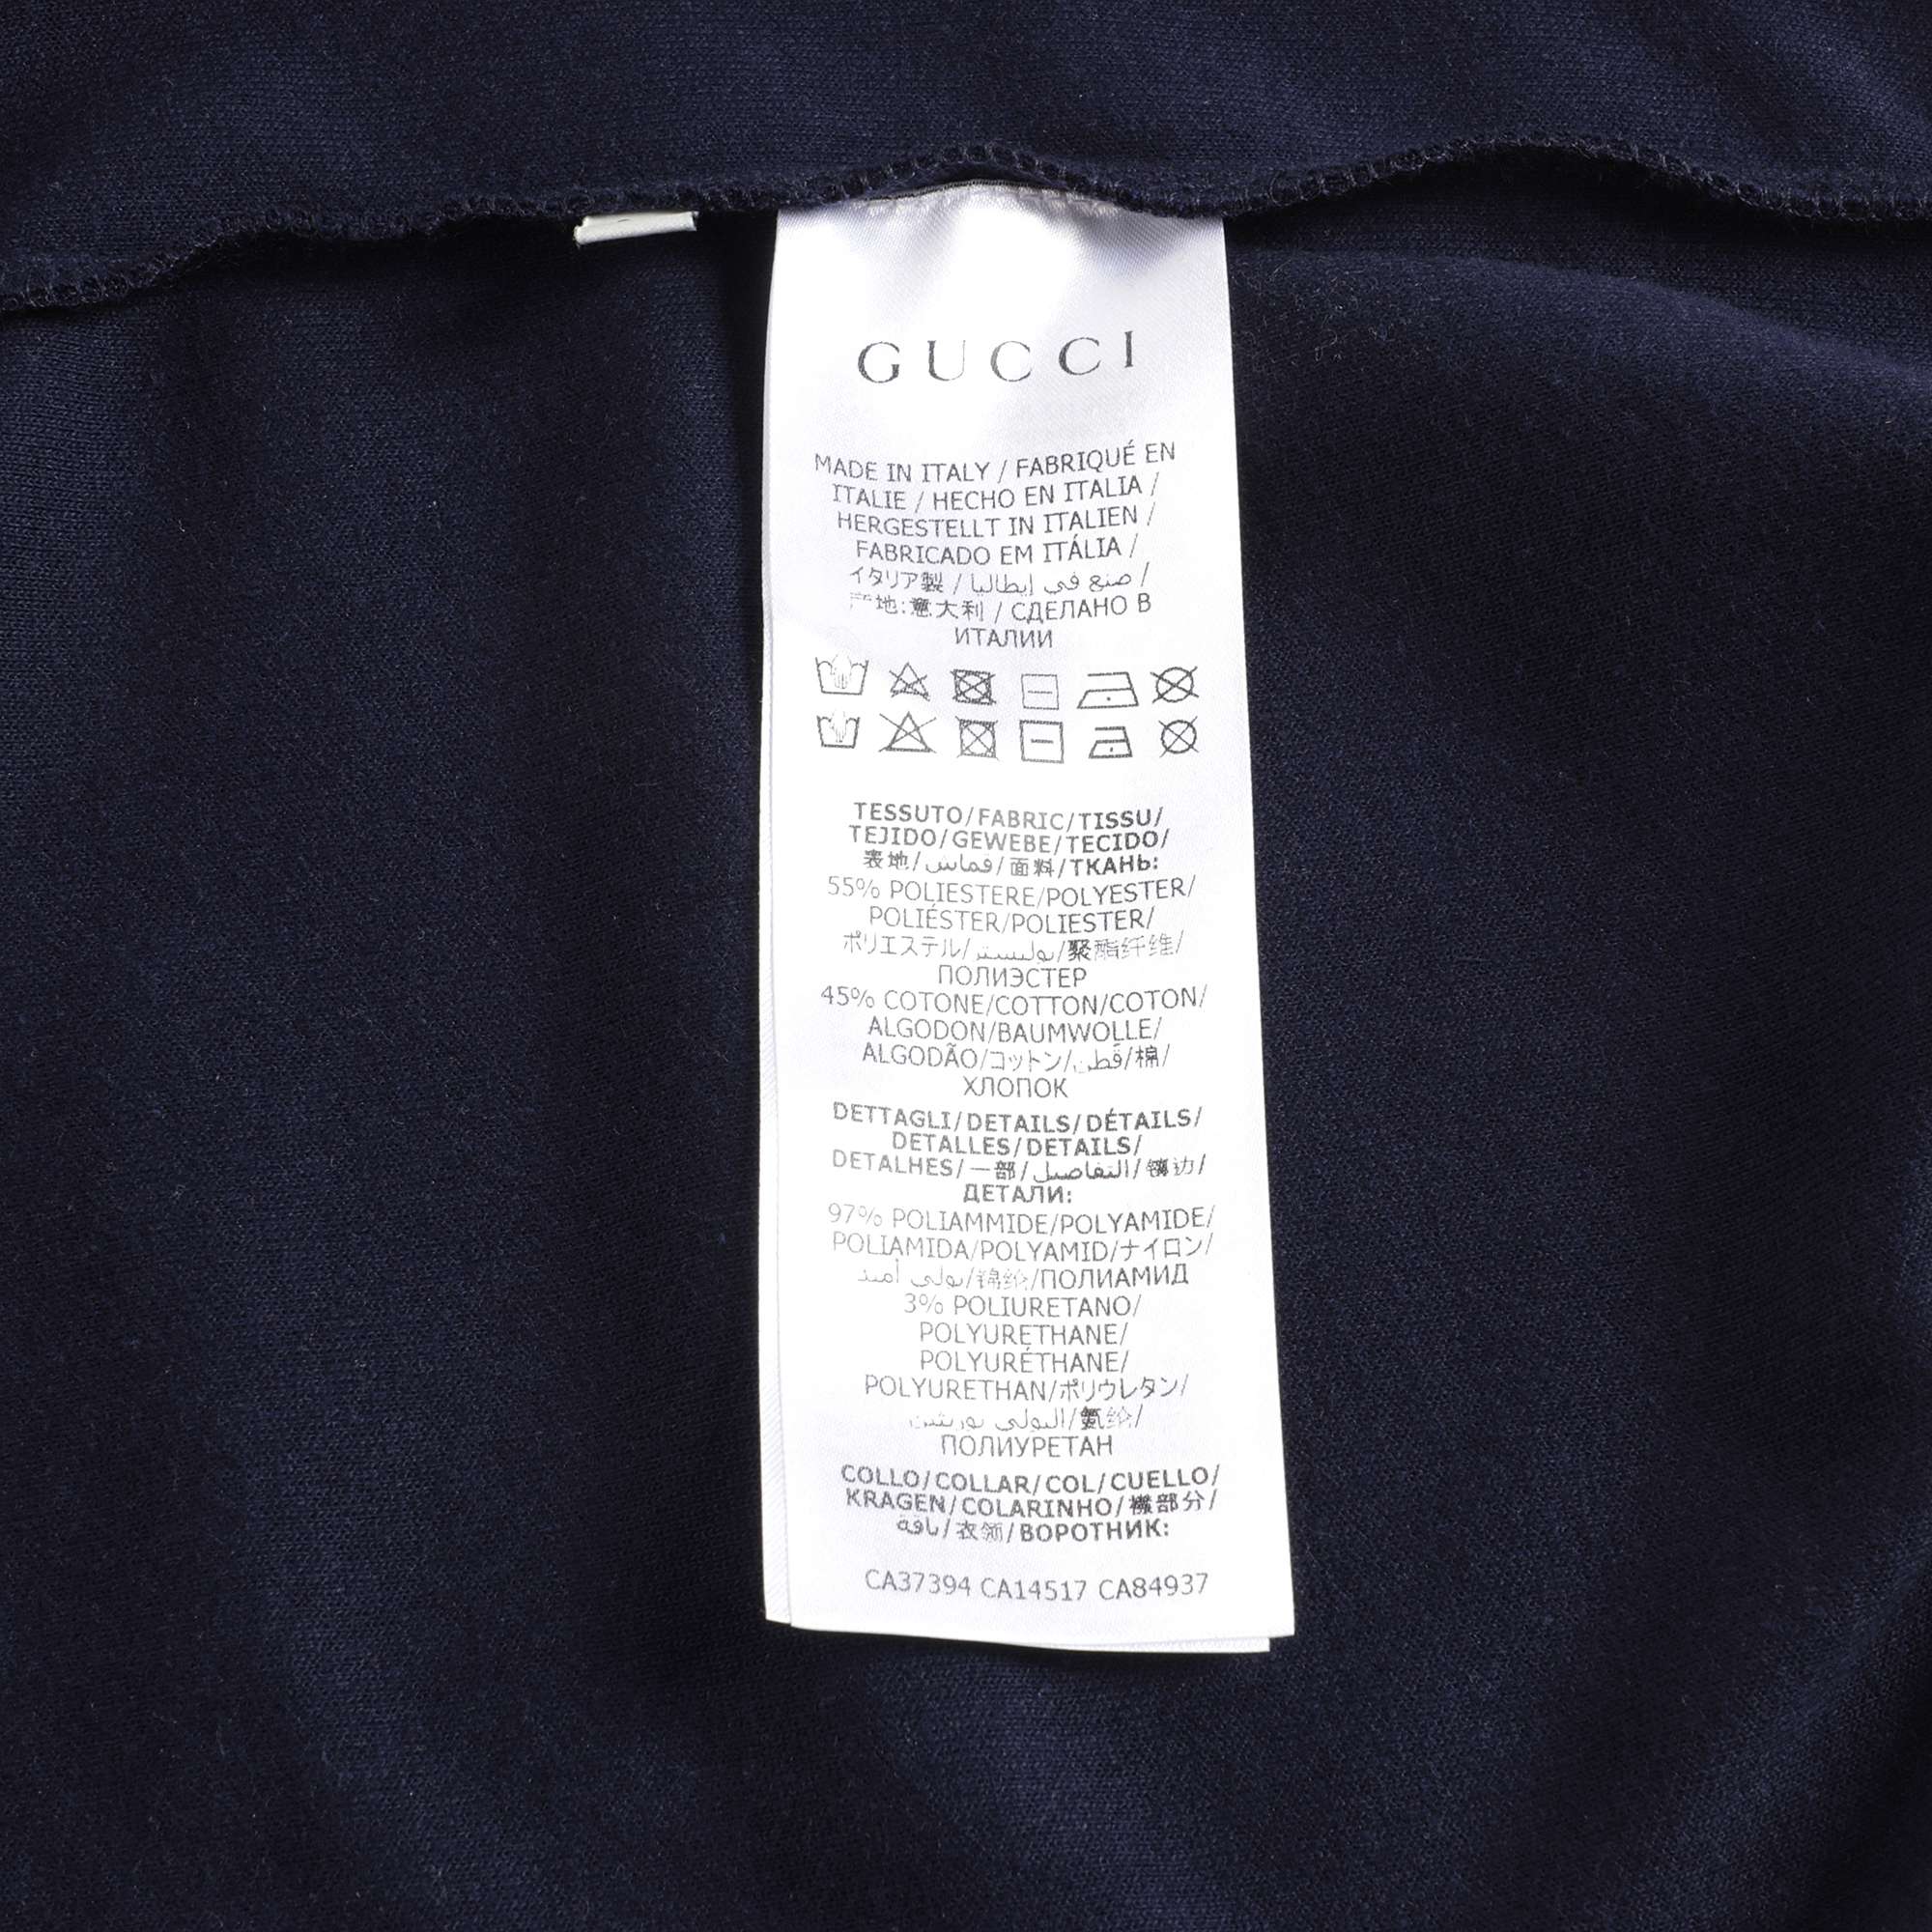 GUCCI
MADE IN ITALY / FABRIQUÉ EN
ITALIE / HECHO EN ITALIA /
HERGESTELLT IN ITALIEN /
FABRICADO EM ITÁLIA /
イタリア製 / صنع في إيطاليا /
地:意大利 / СДЕЛАНО В
ИТАЛИИ
TESSUTO/FABRIC/TISSU/
TEJIDO/GEWEBE/TECIDO/
表地/قماش/面料/ТКАНЬ:
55% POLIESTERE/POLYESTER/
POLIÉSTER/POLIESTER/
ポリエステル/بوليستر/聚酯纤维/
ПОЛИЭСТЕР
45% COTONE/COTTON/COTON/
ALGODON/BAUMWOLLE/
ALGODÃO/コットン/قطن/棉/
ХЛОПОК
DETTAGLI/DETAILS/DÉTAILS/
DETALLES/DETAILS/
DETALHES/一部/التفاصيل/镶边/
ДЕТАЛИ:
97% POLIAMMIDE/POLYAMIDE/
POLIAMIDA/POLYAMID/ナイロン/
بولي أميد/锦纶/ПОЛИАМИД
3% POLIURETANO/
POLYURETHANE/
POLYURÉTHANE/
POLYURETHAN/ポリウレタン/
البولي يوريثين/氨纶/
ПОЛИУРЕТАН
COLLO/COLLAR/COL/CUELLO/
KRAGEN/COLARINHO/襟部分/
ياقة/衣领/ВОРОТНИК:
CA37394 CA14517 CA84937